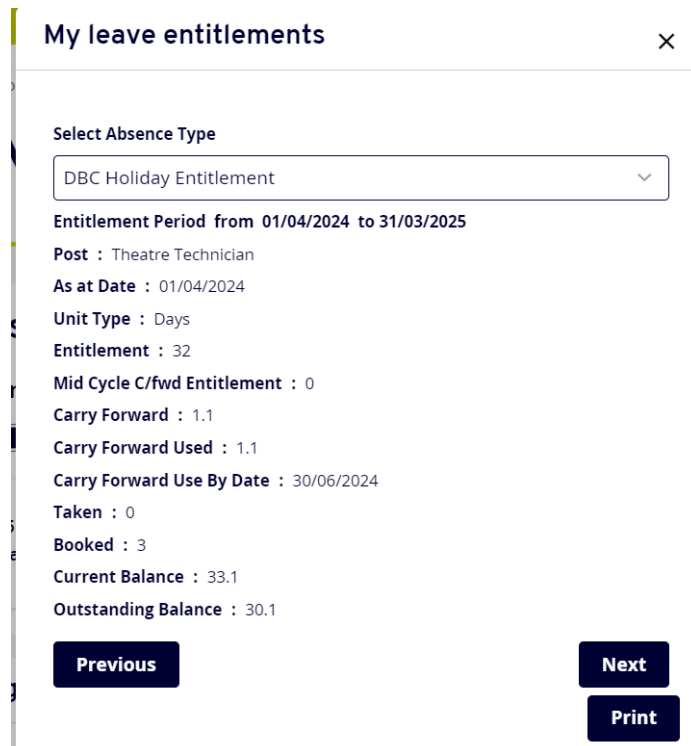 My leave entitlements
Select Absence Type
DBC Holiday Entitlement
Entitlement Period from 01/04/2024 to 31/03/2025
Post : Theatre Technician
As at Date : 01/04/2024
Unit Type : Days
Entitlement : 32
Mid Cycle C/fwd Entitlement : 0
Carry Forward : 1.1
Carry Forward Used : 1.1
Carry Forward Use By Date : 30/06/2024
Taken : 0
Booked : 3
Current Balance : 33.1
Outstanding Balance : 30.1
Previous
Next
Print